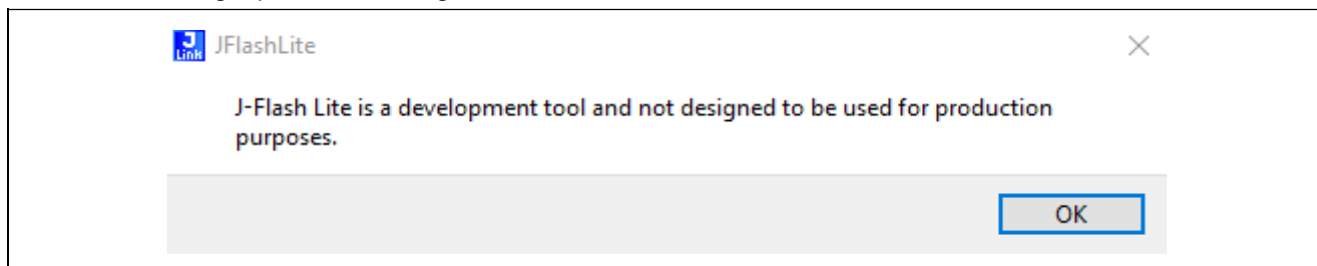 J
Link
JFlashLite
J-Flash Lite is a development tool and not designed to be used for production
purposes.
OK